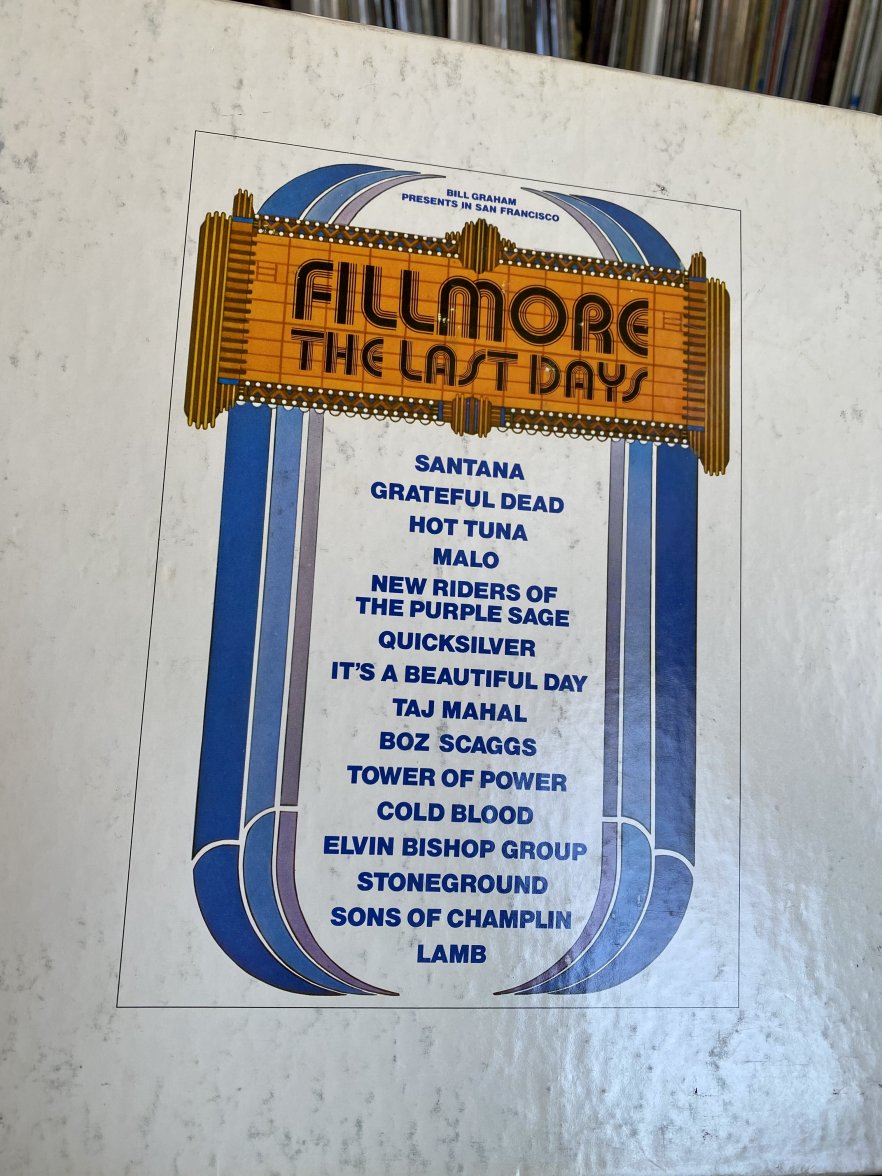 BILL GRAHAM
PRESENTS IN SAN FRANCISCO
FILLMORE
THE LAST DAYS
SANTANA
GRATEFUL DEAD
HOT TUNA
MALO
NEW RIDERS OF
THE PURPLE SAGE
QUICKSILVER
IT'S A BEAUTIFUL DAY
TAJ MAHAL
BOZ SCAGGS
TOWER OF POWER
COLD BLOOD
ELVIN BISHOP GROUP
STONEGROUND
SONS OF CHAMPLIN
LAMB